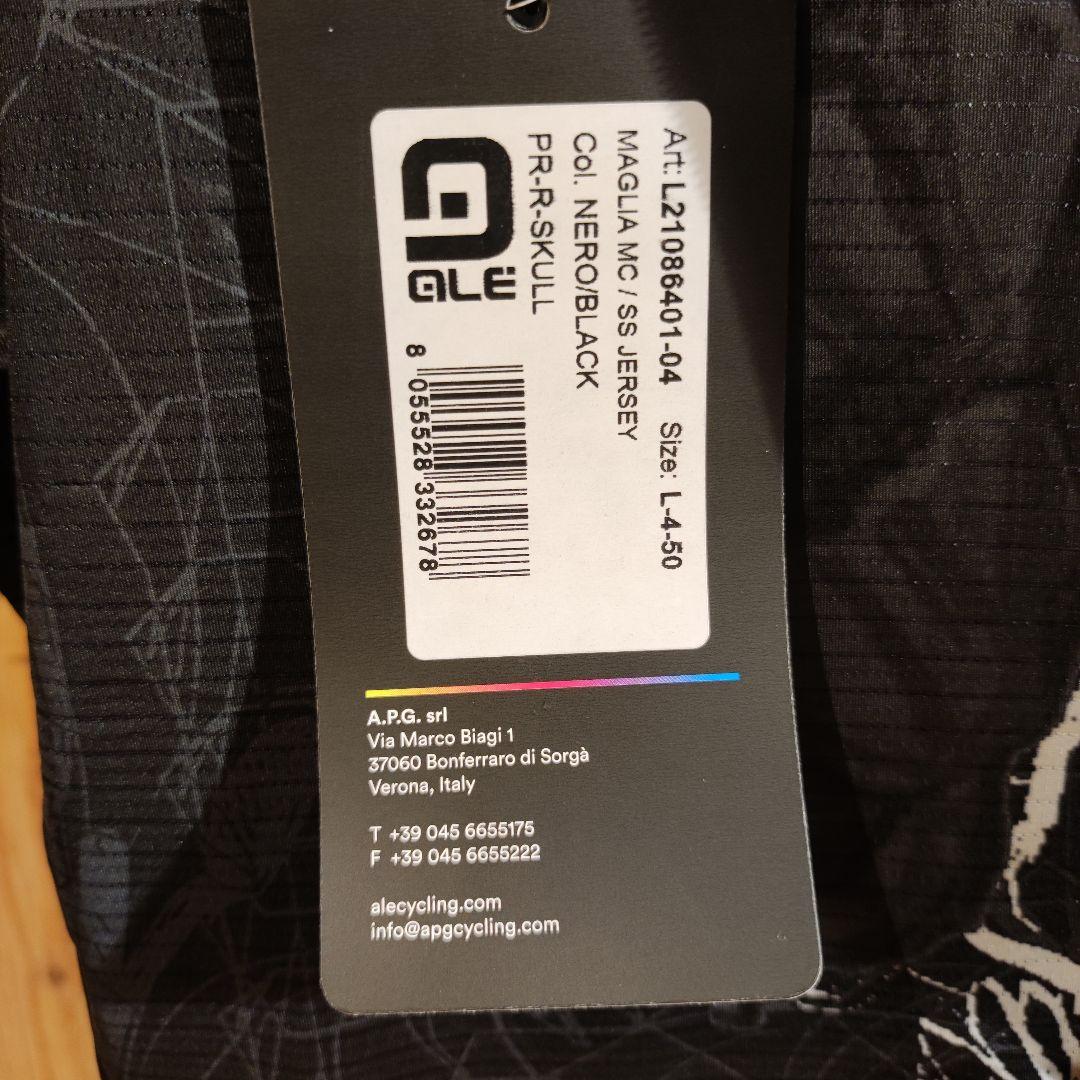 Art: L21086401-04 Size: L-4-50
MAGLIA MC / SS JERSEY
Col. NERO/BLACK
PR-R-SKULL
ALÉ
8 055528 332678
A.P.G. srl
Via Marco Biagi 1
37060 Bonferraro di Sorgà
Verona, Italy
T +39 045 6655175
F +39 045 6655222
alecycling.com
info@apgcycling.com